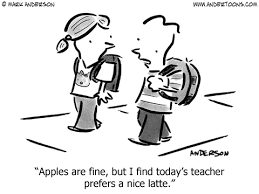 © MARK ANDERSON
WWW.ANDERTOONS.COM
ANDERSON
“Apples are fine, but I find today’s teacher
prefers a nice latte.”